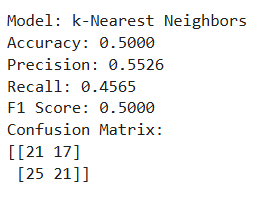 Model: k-Nearest Neighbors
Accuracy: 0.5000
Precision: 0.5526
Recall: 0.4565
F1 Score: 0.5000
Confusion Matrix:
[[21 17]
 [25 21]]